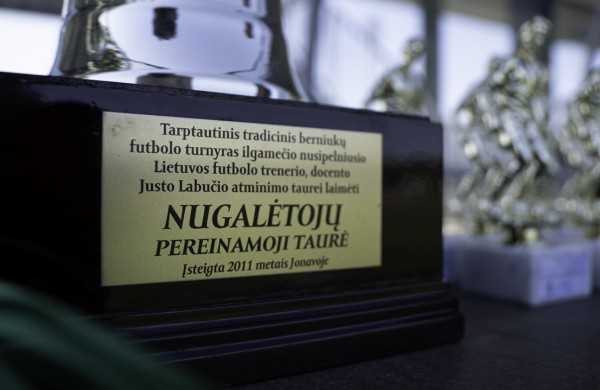 Tarptautinis tradicinis berniukų
futbolo turnyras ilgamečio nusipelniusio
Lietuvos futbolo trenerio, docento
Justo Labučio atminimo taurei laimėti
NUGALĖTOJŲ
PEREINAMOJI TAURĖ
Įsteigta 2011 metais Jonavoje